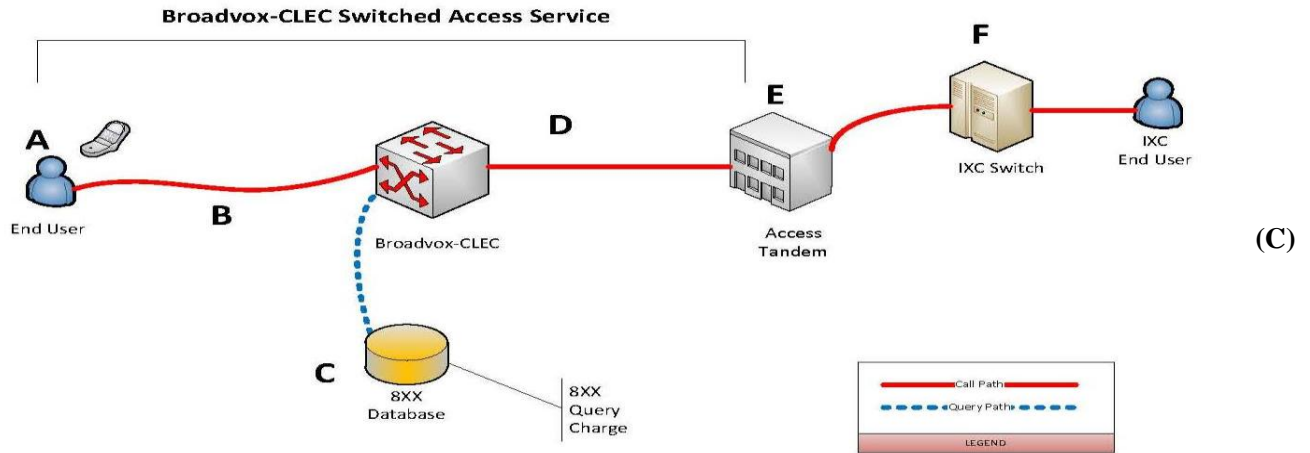 Broadvox-CLEC Switched Access Service
F
E
D
A
IXC
End User
IXC Switch
B
End User
Broadvox-CLEC
Access
Tandem
(C)
C
8XX
Database
8XX
Query
Charge
Call Path
Query Path
LEGEND